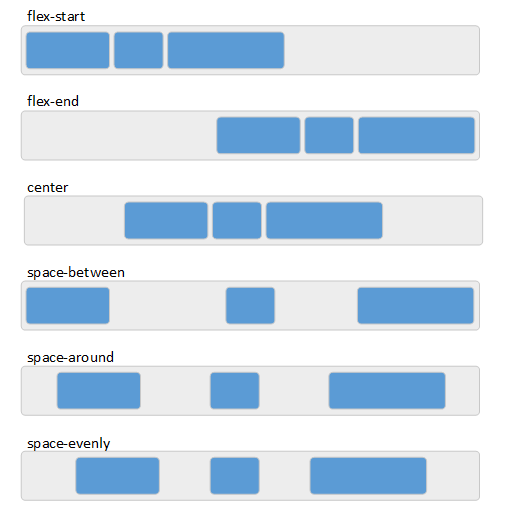 flex-start
flex-end
center
space-between
space-around
space-evenly